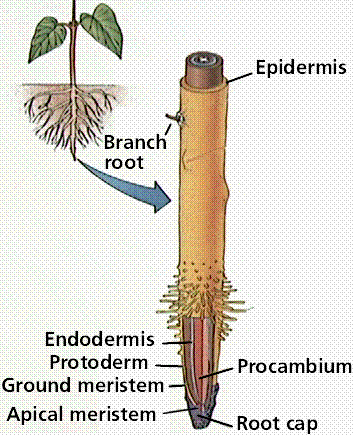 Epidermis
Branch
root
Endodermis
Protoderm
Procambium
Ground meristem
Apical meristem
Root cap